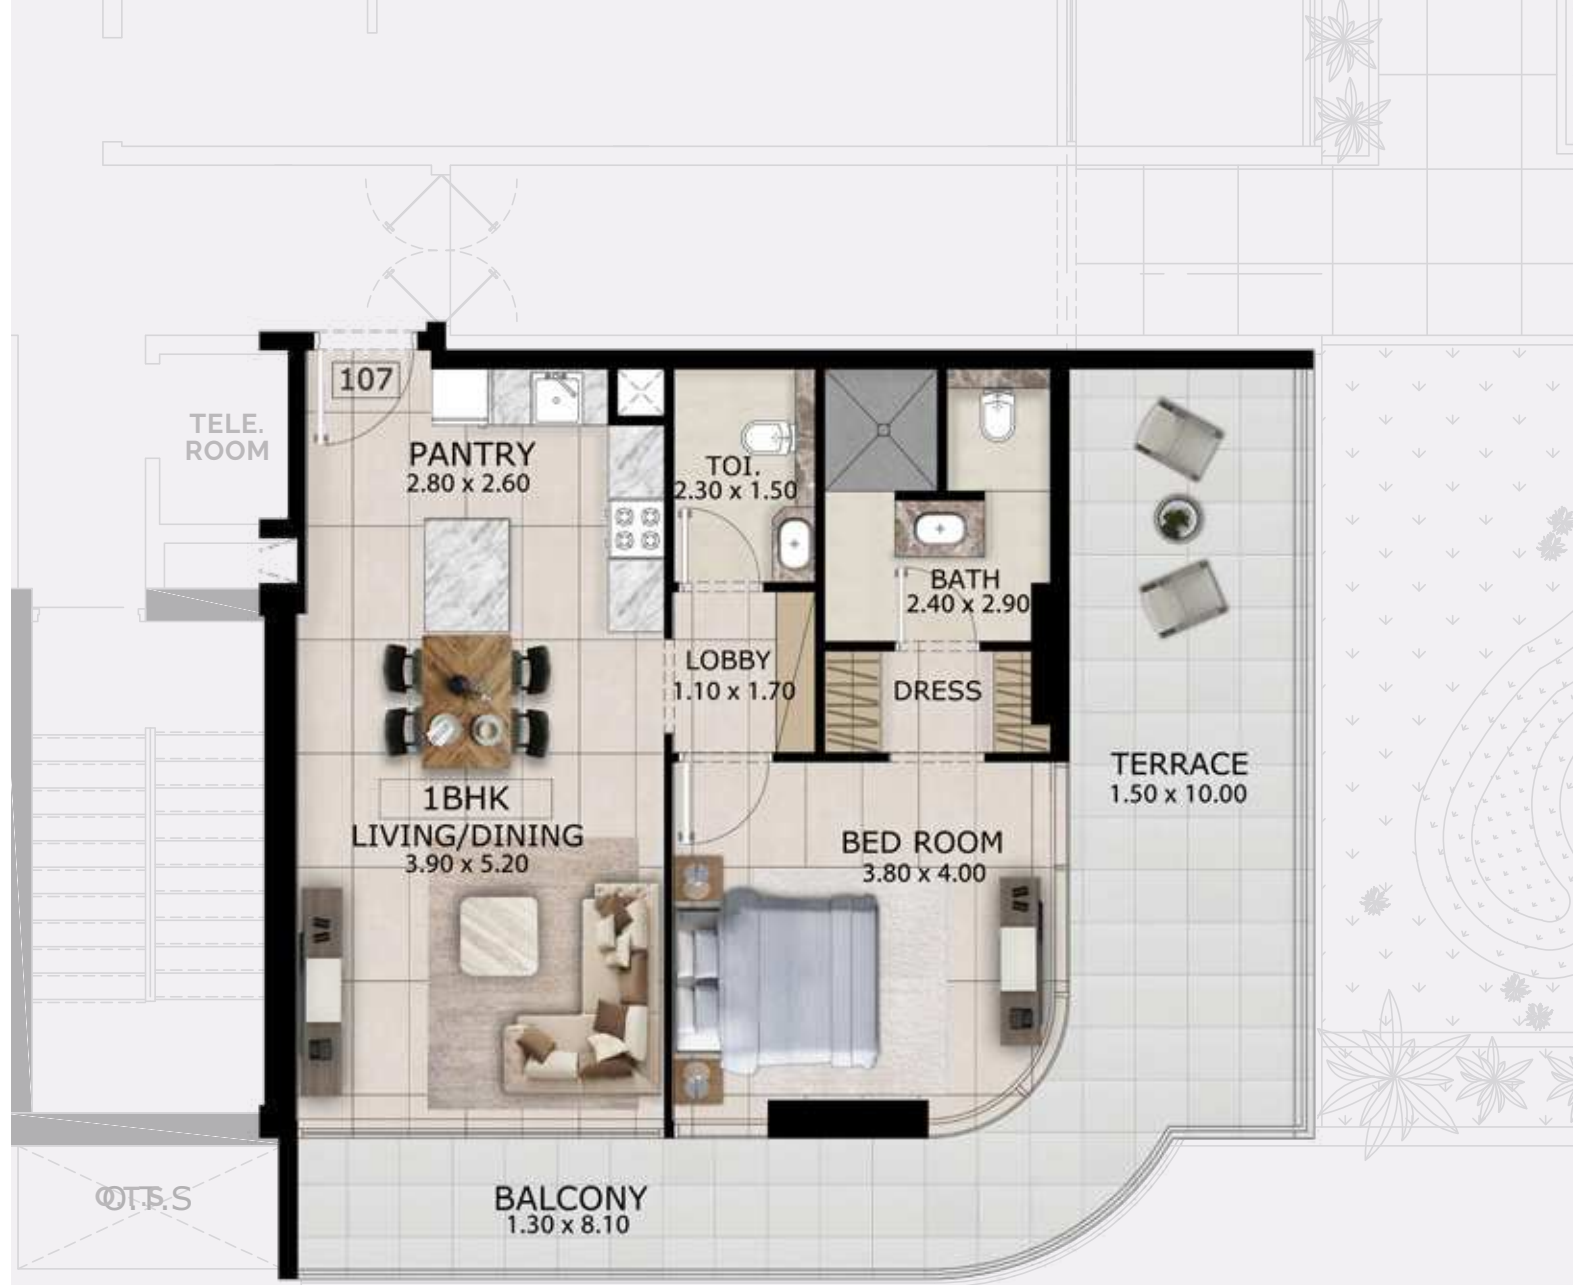 107
TELE.
ROOM
PANTRY
2.80 x 2.60
TOI.
2.30 x 1.50
BATH
2.40 x 2.90
LOBBY
1.10 x 1.70
DRESS
TERRACE
1.50 x 10.00
1BHK
LIVING/DINING
3.90 x 5.20
BED ROOM
3.80 x 4.00
BALCONY
1.30 x 8.10